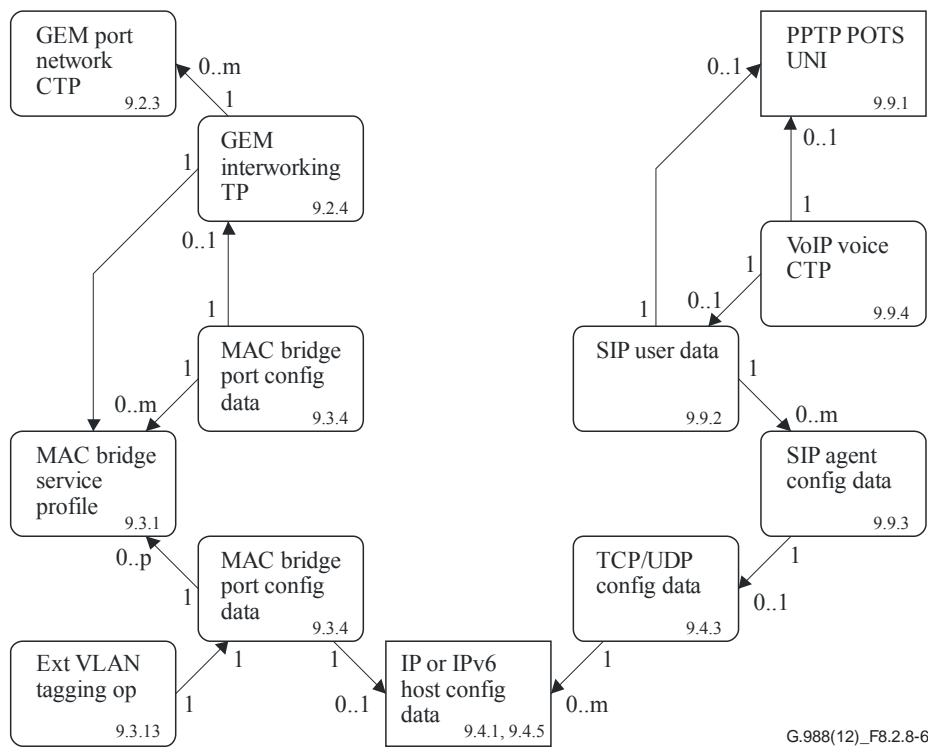 GEM port
network
CTP
9.2.3
0..m
1
GEM
interworking
TP
9.2.4
1
0..1
1
MAC bridge
port config
data
9.3.4
1
0..m
MAC bridge
service
profile
9.3.1
0..p
1
MAC bridge
port config
data
9.3.4
Ext VLAN
tagging op
9.3.13
1
1
1
0..1
IP or IPv6
host config
data
9.4.1, 9.4.5
PPTP POTS
UNI
9.9.1
0..1
0..1
1
VoIP voice
CTP
9.9.4
1
0..1
1
SIP user data
9.9.2
1
0..m
SIP agent
config data
9.9.3
1
0..1
TCP/UDP
config data
9.4.3
1
0..m
G.988(12)_F8.2.8-6